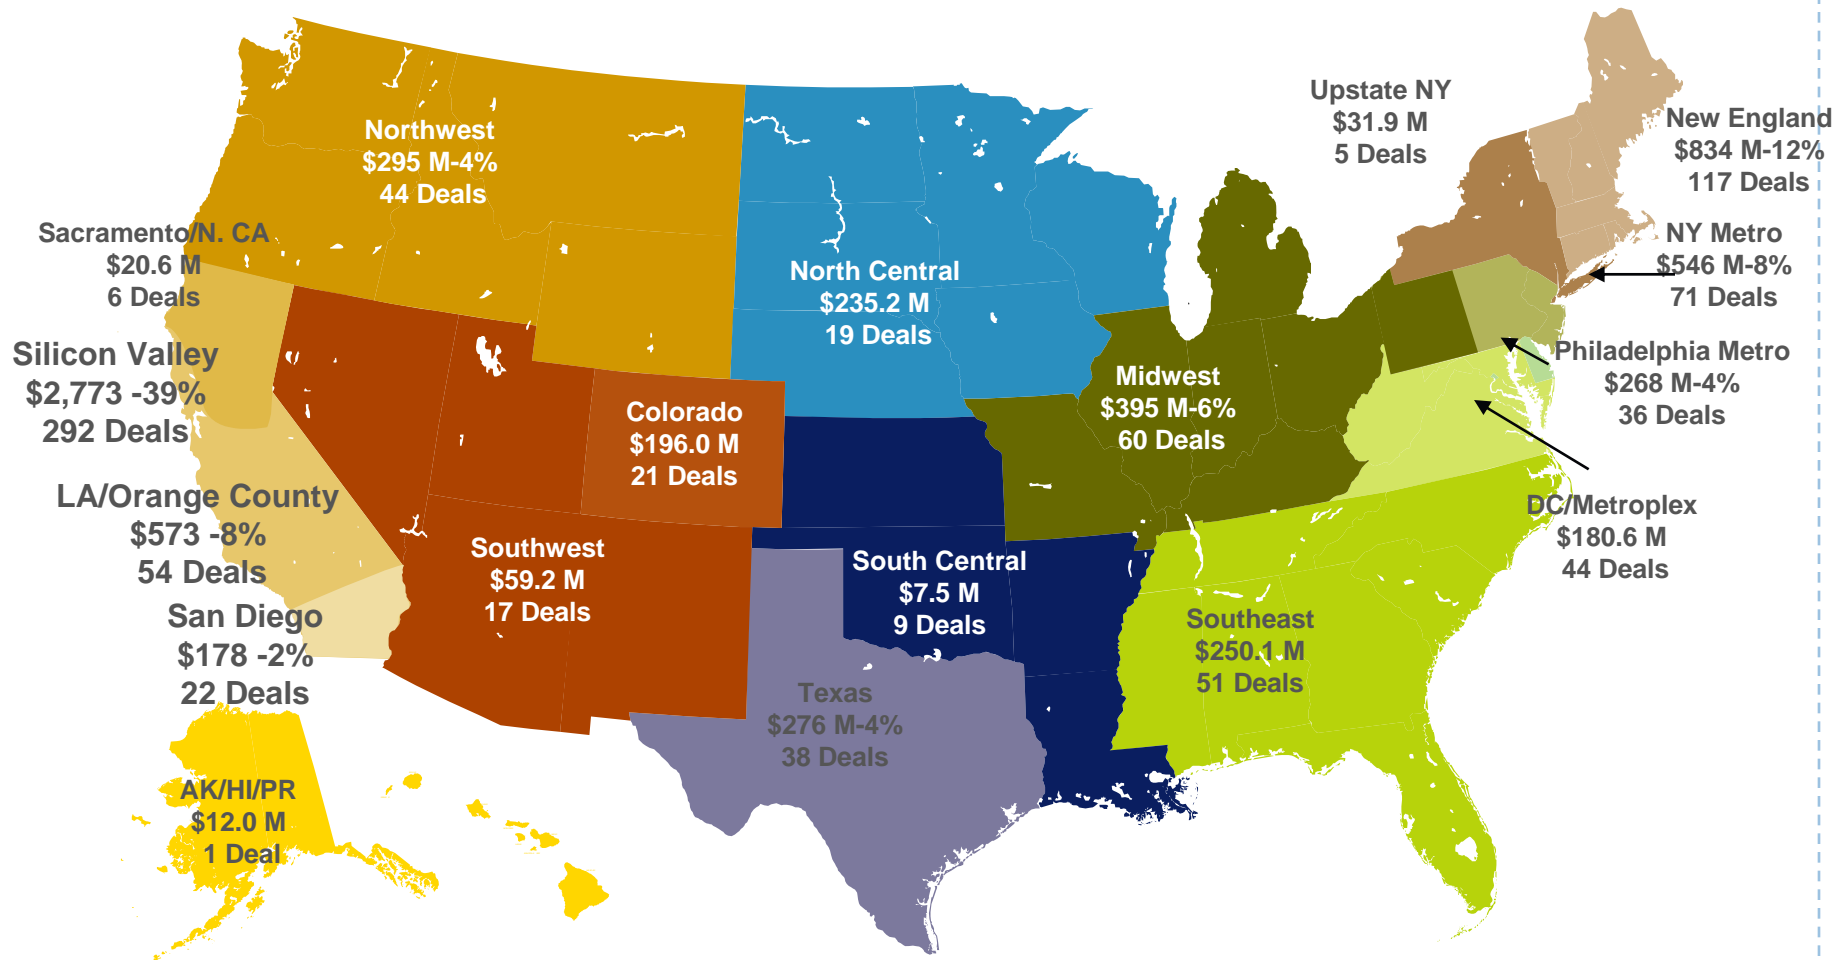 Upstate NY
$31.9 M
5 Deals
New England
$834 M-12%
117 Deals
Northwest
$295 M-4%
44 Deals
Sacramento/N. CA
$20.6 M
6 Deals
NY Metro
$546 M-8%
71 Deals
North Central
$235.2 M
19 Deals
Silicon Valley
$2,773 -39%
292 Deals
Philadelphia Metro
$268 M-4%
36 Deals
Midwest
$395 M-6%
60 Deals
Colorado
$196.0 M
21 Deals
LA/Orange County
$573 -8%
54 Deals
DC/Metroplex
$180.6 M
44 Deals
Southwest
$59.2 M
17 Deals
South Central
$7.5 M
9 Deals
San Diego
$178 -2%
22 Deals
Southeast
$250.1 M
51 Deals
Texas
$276 M-4%
38 Deals
AK/HI/PR
$12.0 M
1 Deal